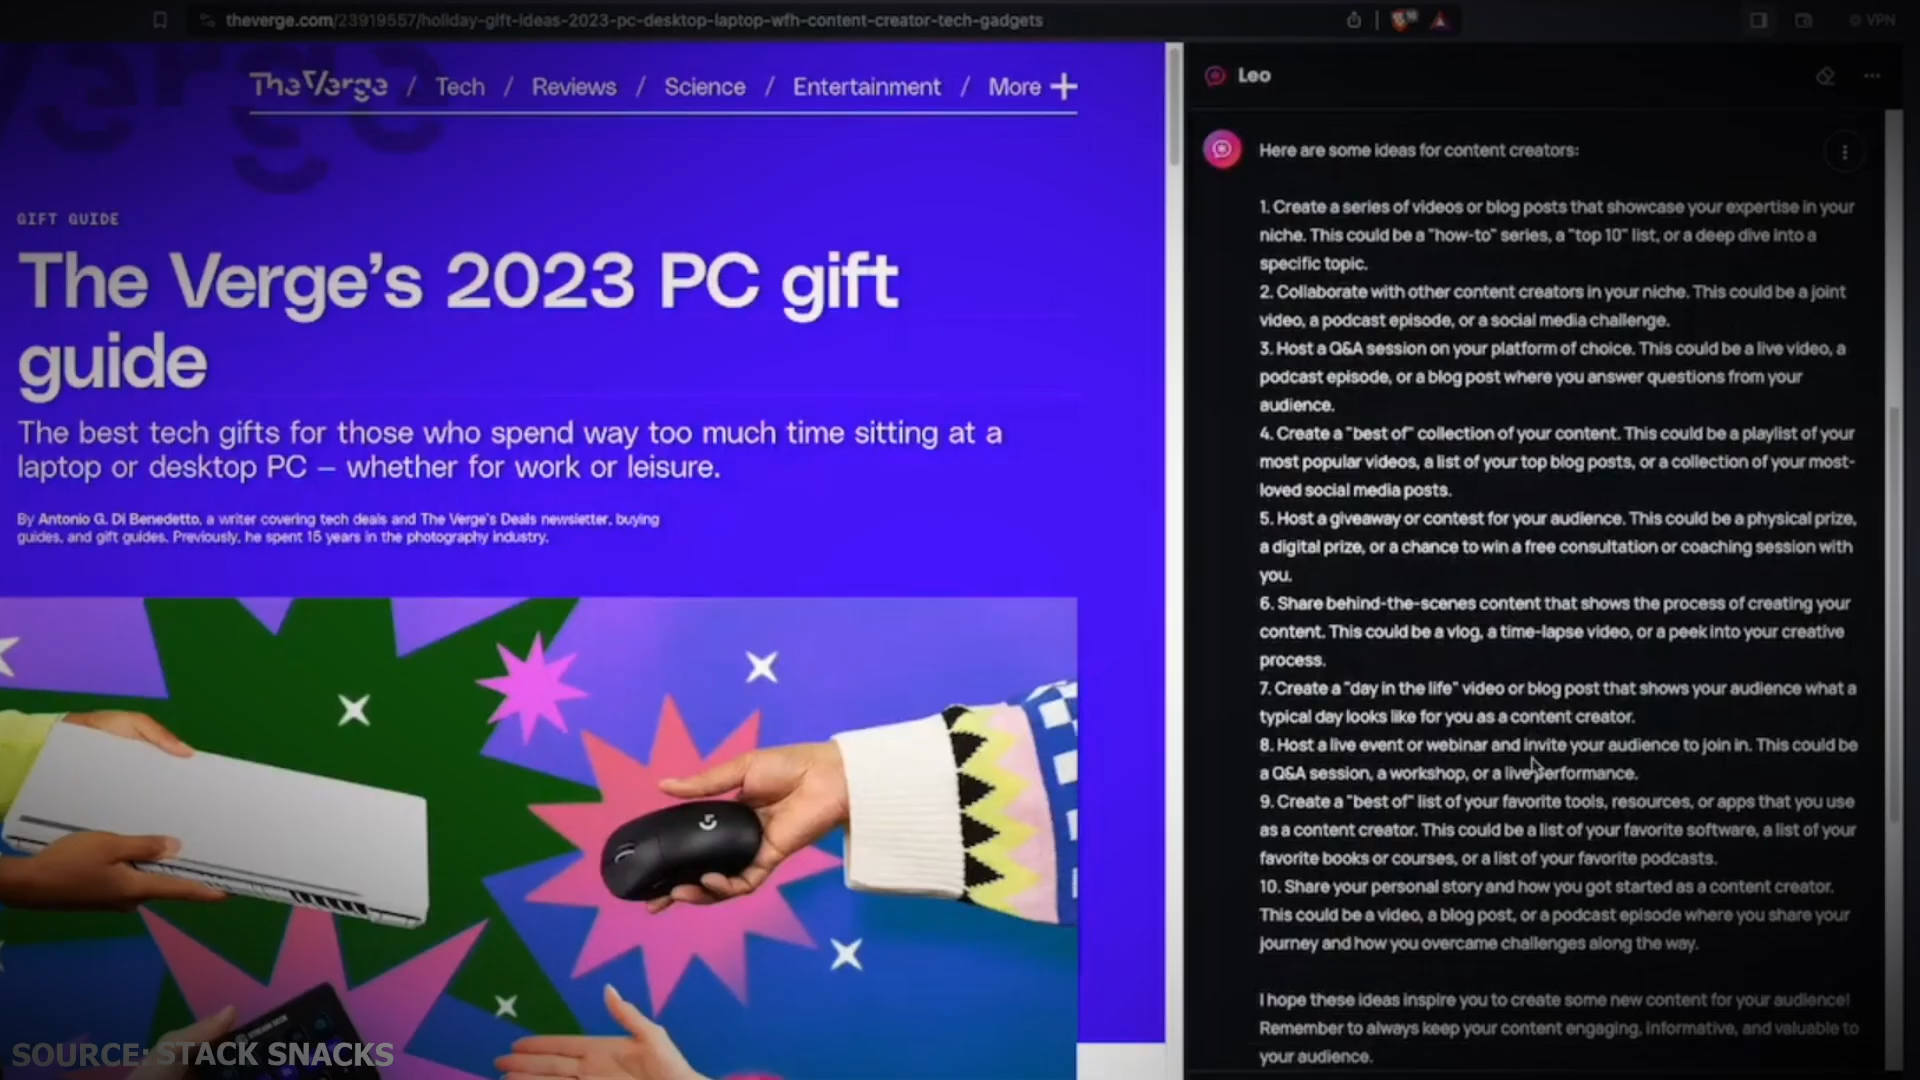 theverge.com/23919557/holiday-gift-ideas-2023-pc-desktop-laptop-wfh-content-creator-tech-gadgets
VPN
The Verge / Tech / Reviews / Science / Entertainment / More +
GIFT GUIDE
The Verge's 2023 PC gift
guide
The best tech gifts for those who spend way too much time sitting at a
laptop or desktop PC – whether for work or leisure.
By Antonio G. Di Benedetto, a writer covering tech deals and The Verge's Deals newsletter, buying
guides, and gift guides. Previously, he spent 15 years in the photography industry.
STREAM DECK
SOURCE: STACK SNACKS
Leo
Here are some ideas for content creators:
1. Create a series of videos or blog posts that showcase your expertise in your
niche. This could be a "how-to" series, a "top 10" list, or a deep dive into a
specific topic.
2. Collaborate with other content creators in your niche. This could be a joint
video, a podcast episode, or a social media challenge.
3. Host a Q&A session on your platform of choice. This could be a live video, a
podcast episode, or a blog post where you answer questions from your
audience.
4. Create a "best of" collection of your content. This could be a playlist of your
most popular videos, a list of your top blog posts, or a collection of your most-
loved social media posts.
5. Host a giveaway or contest for your audience. This could be a physical prize,
a digital prize, or a chance to win a free consultation or coaching session with
you.
6. Share behind-the-scenes content that shows the process of creating your
content. This could be a vlog, a time-lapse video, or a peek into your creative
process.
7. Create a "day in the life" video or blog post that shows your audience what a
typical day looks like for you as a content creator.
8. Host a live event or webinar and invite your audience to join in. This could be
a Q&A session, a workshop, or a live performance.
9. Create a "best of" list of your favorite tools, resources, or apps that you use
as a content creator. This could be a list of your favorite software, a list of your
favorite books or courses, or a list of your favorite podcasts.
10. Share your personal story and how you got started as a content creator.
This could be a video, a blog post, or a podcast episode where you share your
journey and how you overcame challenges along the way.
I hope these ideas inspire you to create some new content for your audience!
Remember to always keep your content engaging, informative, and valuable to
your audience.